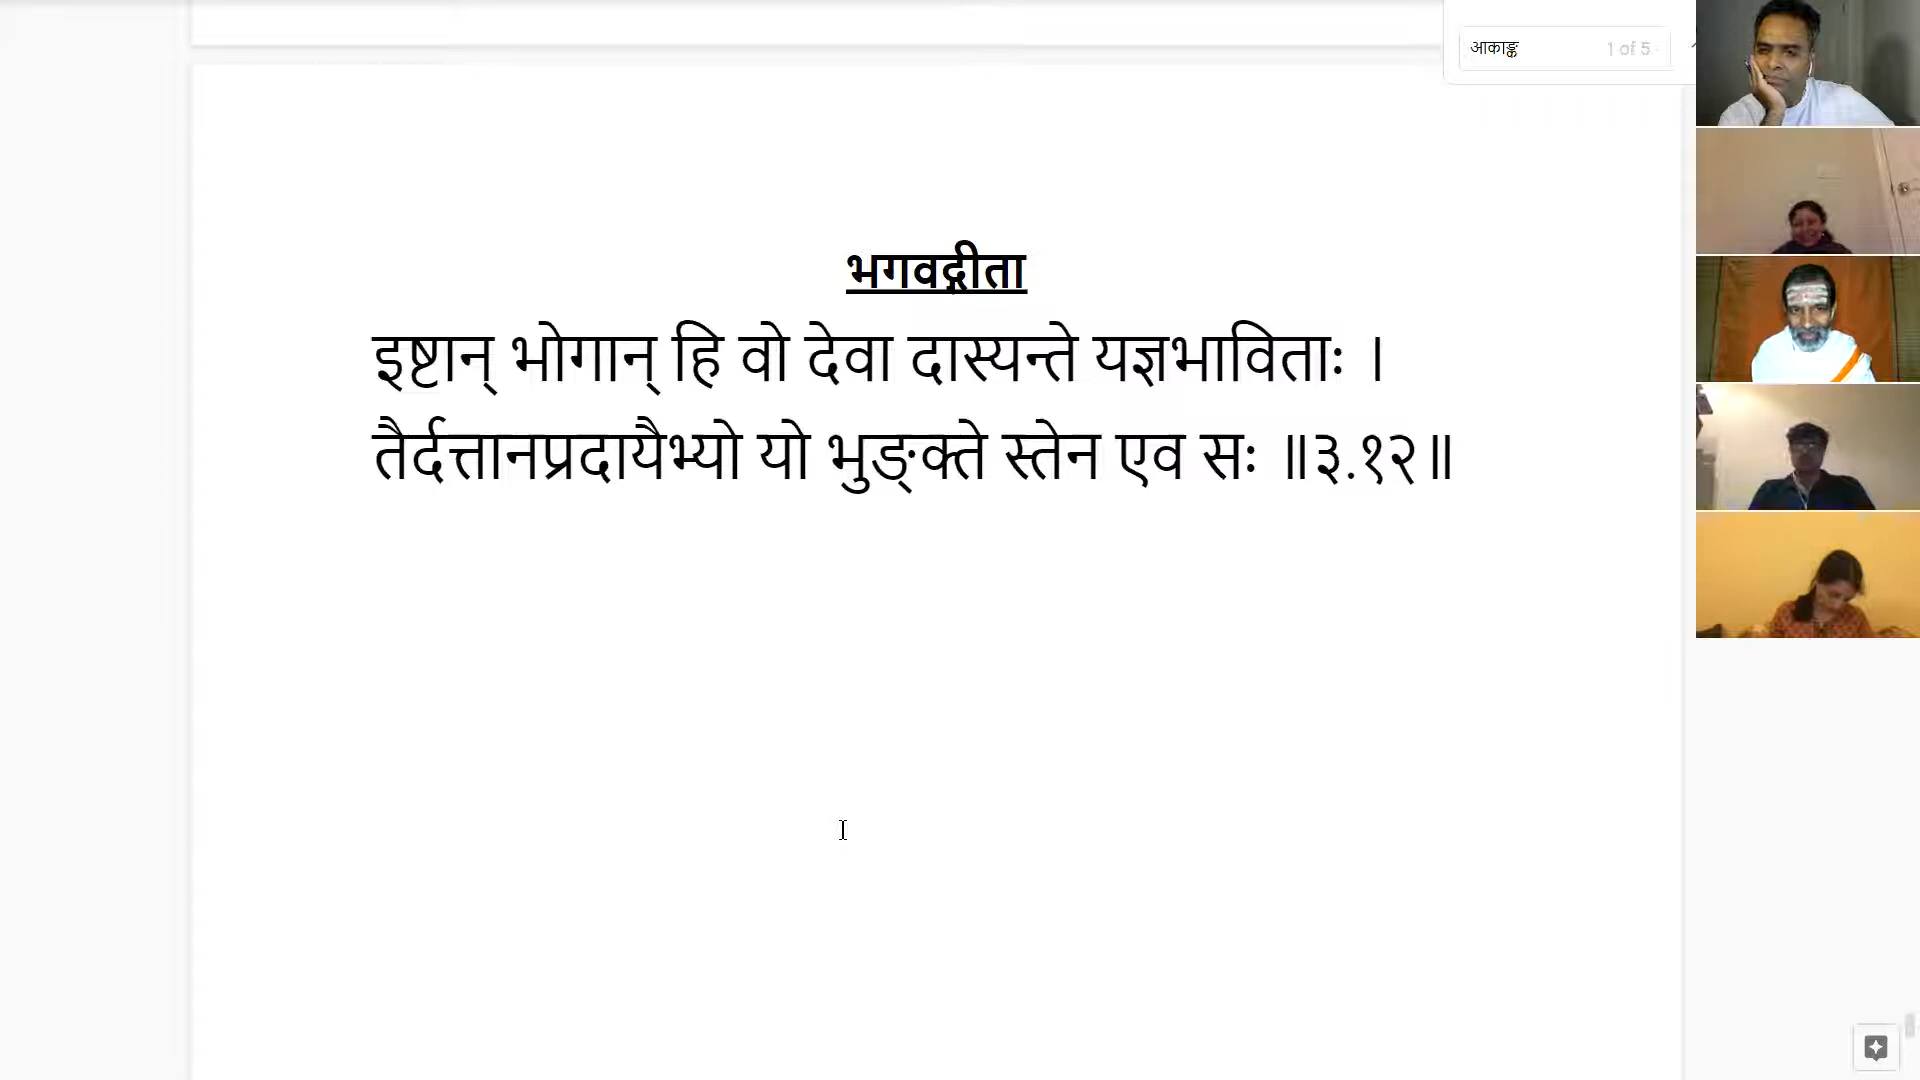 आकाङ्क 1 of 5
भगवद्गीता
इष्टान् भोगान् हि वो देवा दास्यन्ते यज्ञभाविताः ।
तैर्दत्तानप्रदायैभ्यो यो भुङ्क्ते स्तेन एव सः ॥३.१२॥